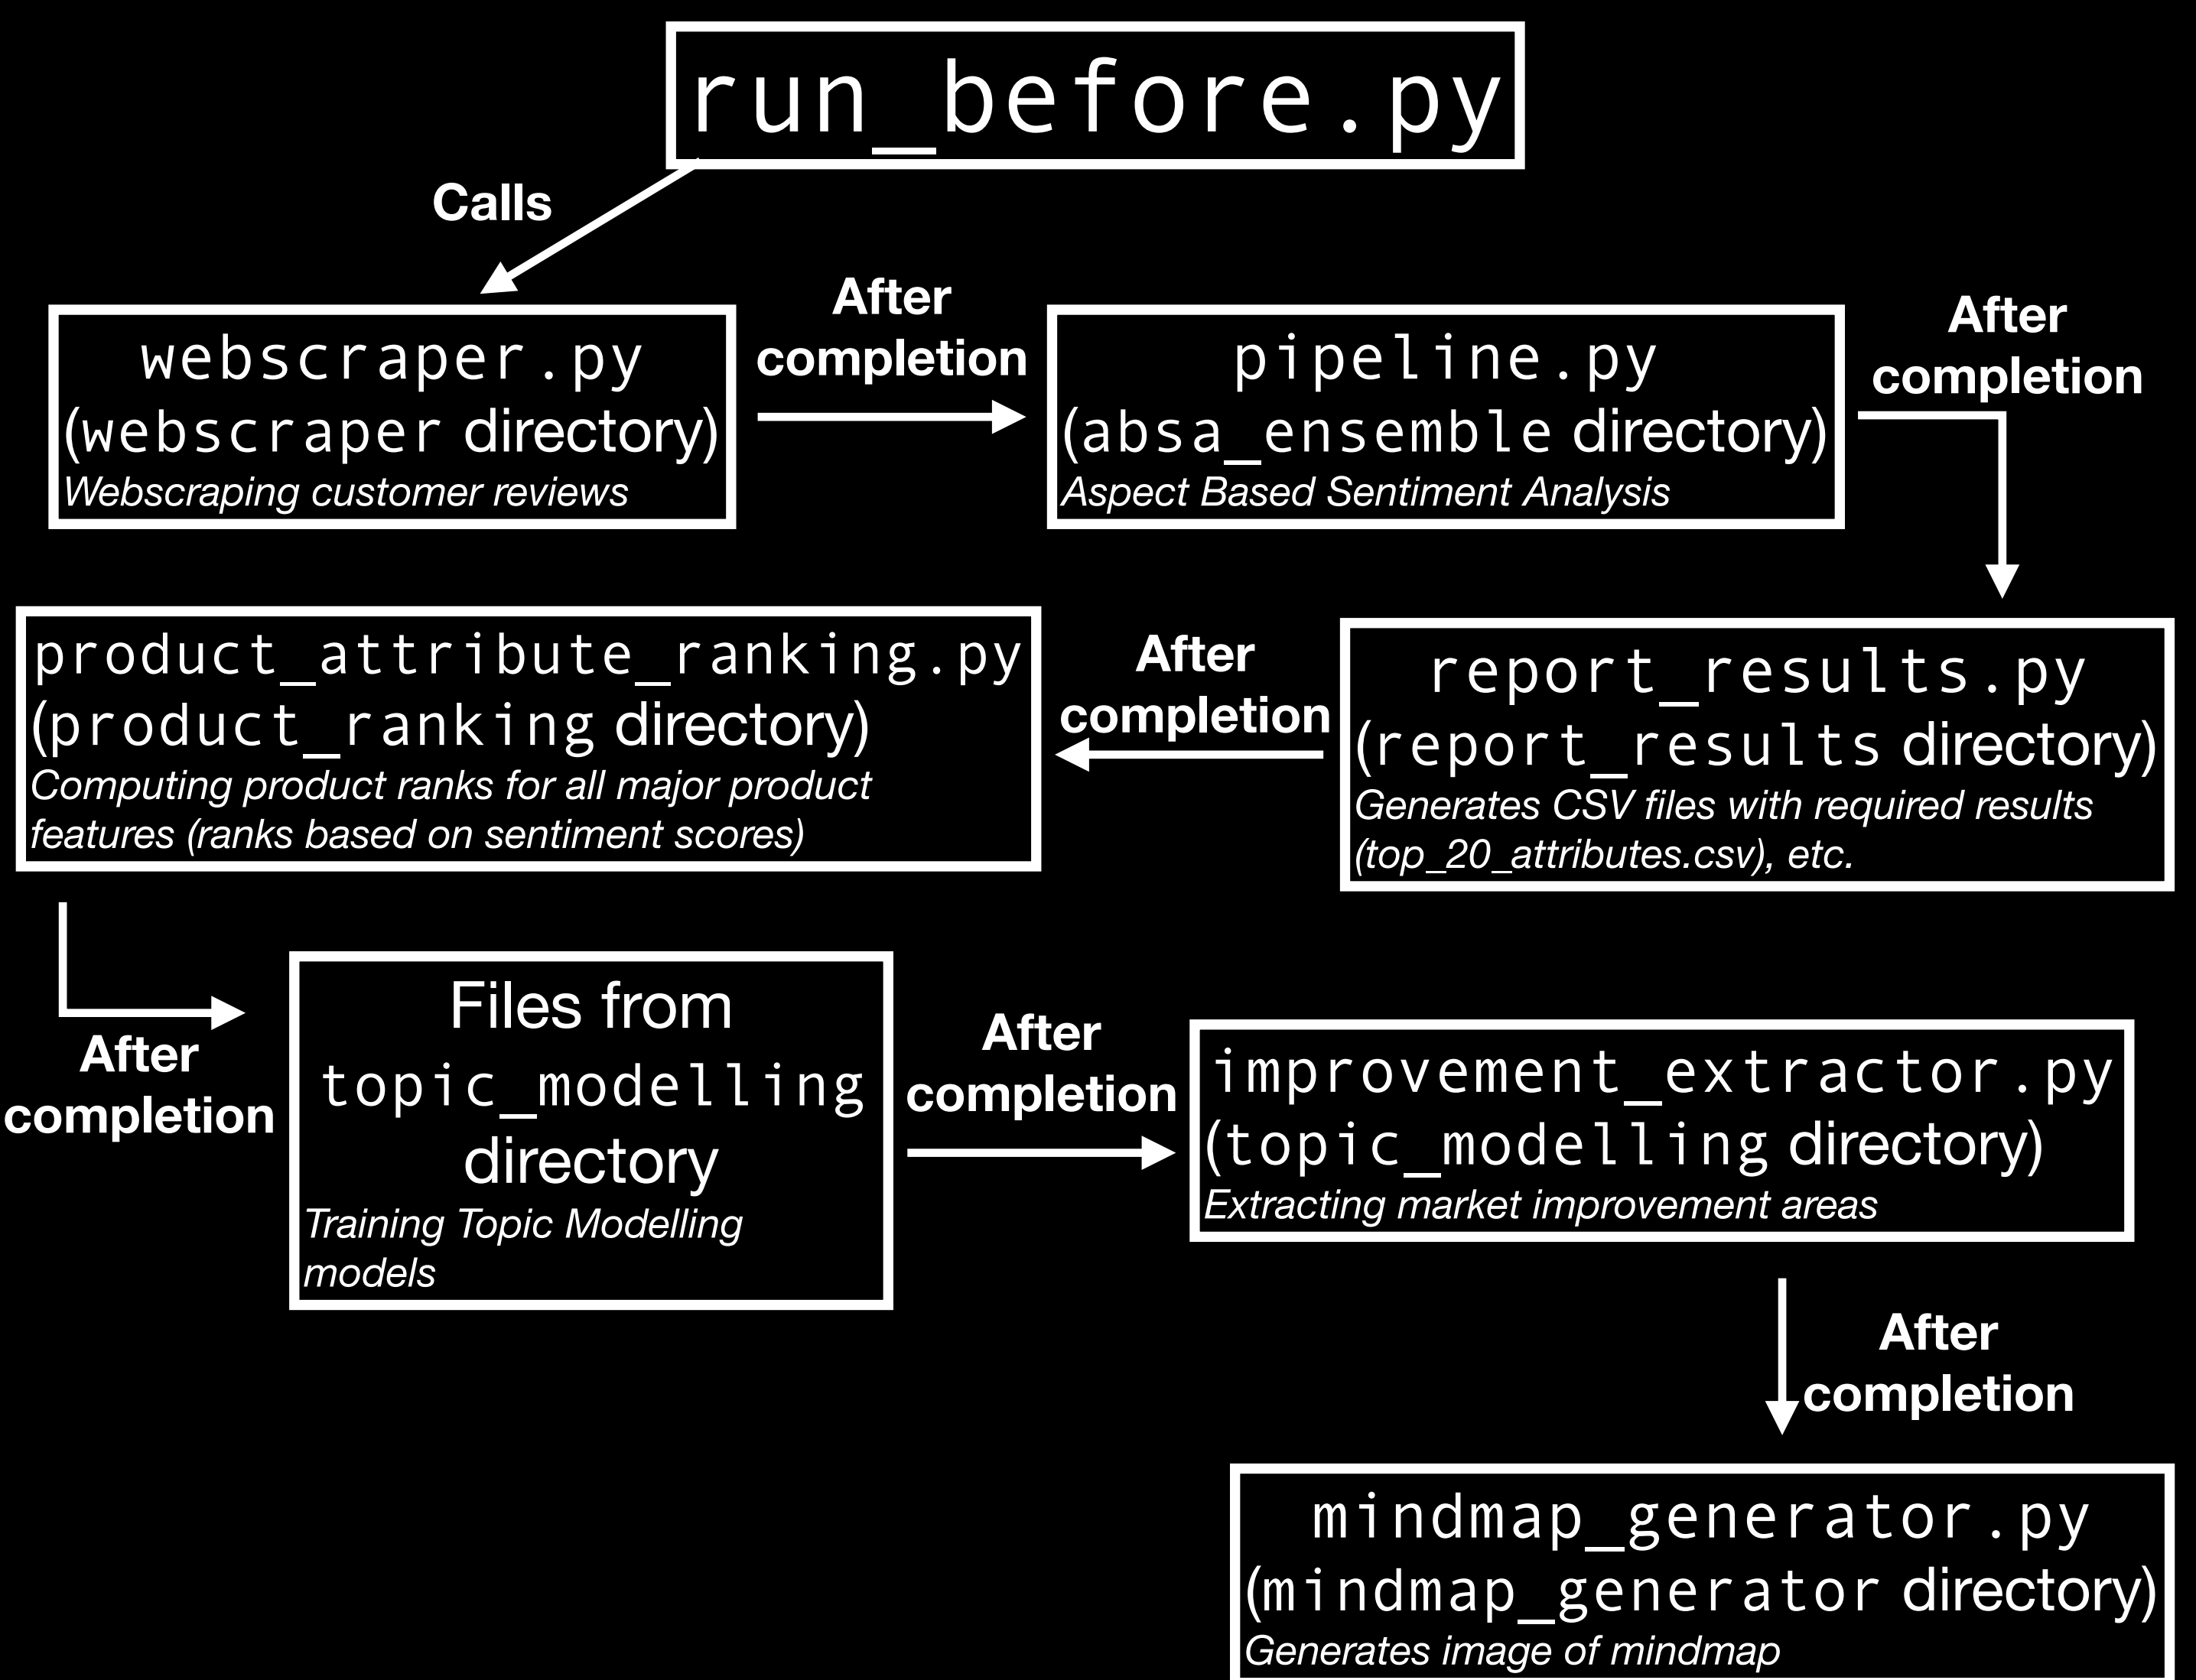 run_before.py
Calls
webscraper.py
(webscraper directory)
Webscraping customer reviews
After
completion
pipeline.py
(absa_ensemble directory)
Aspect Based Sentiment Analysis
After
completion
report_results.py
(report_results directory)
Generates CSV files with required results
(top_20_attributes.csv), etc.
After
completion
product_attribute_ranking.py
(product_ranking directory)
Computing product ranks for all major product
features (ranks based on sentiment scores)
After
completion
Files from
topic_modelling
directory
Training Topic Modelling
models
After
completion
improvement_extractor.py
(topic_modelling directory)
Extracting market improvement areas
After
completion
mindmap_generator.py
(mindmap_generator directory)
Generates image of mindmap